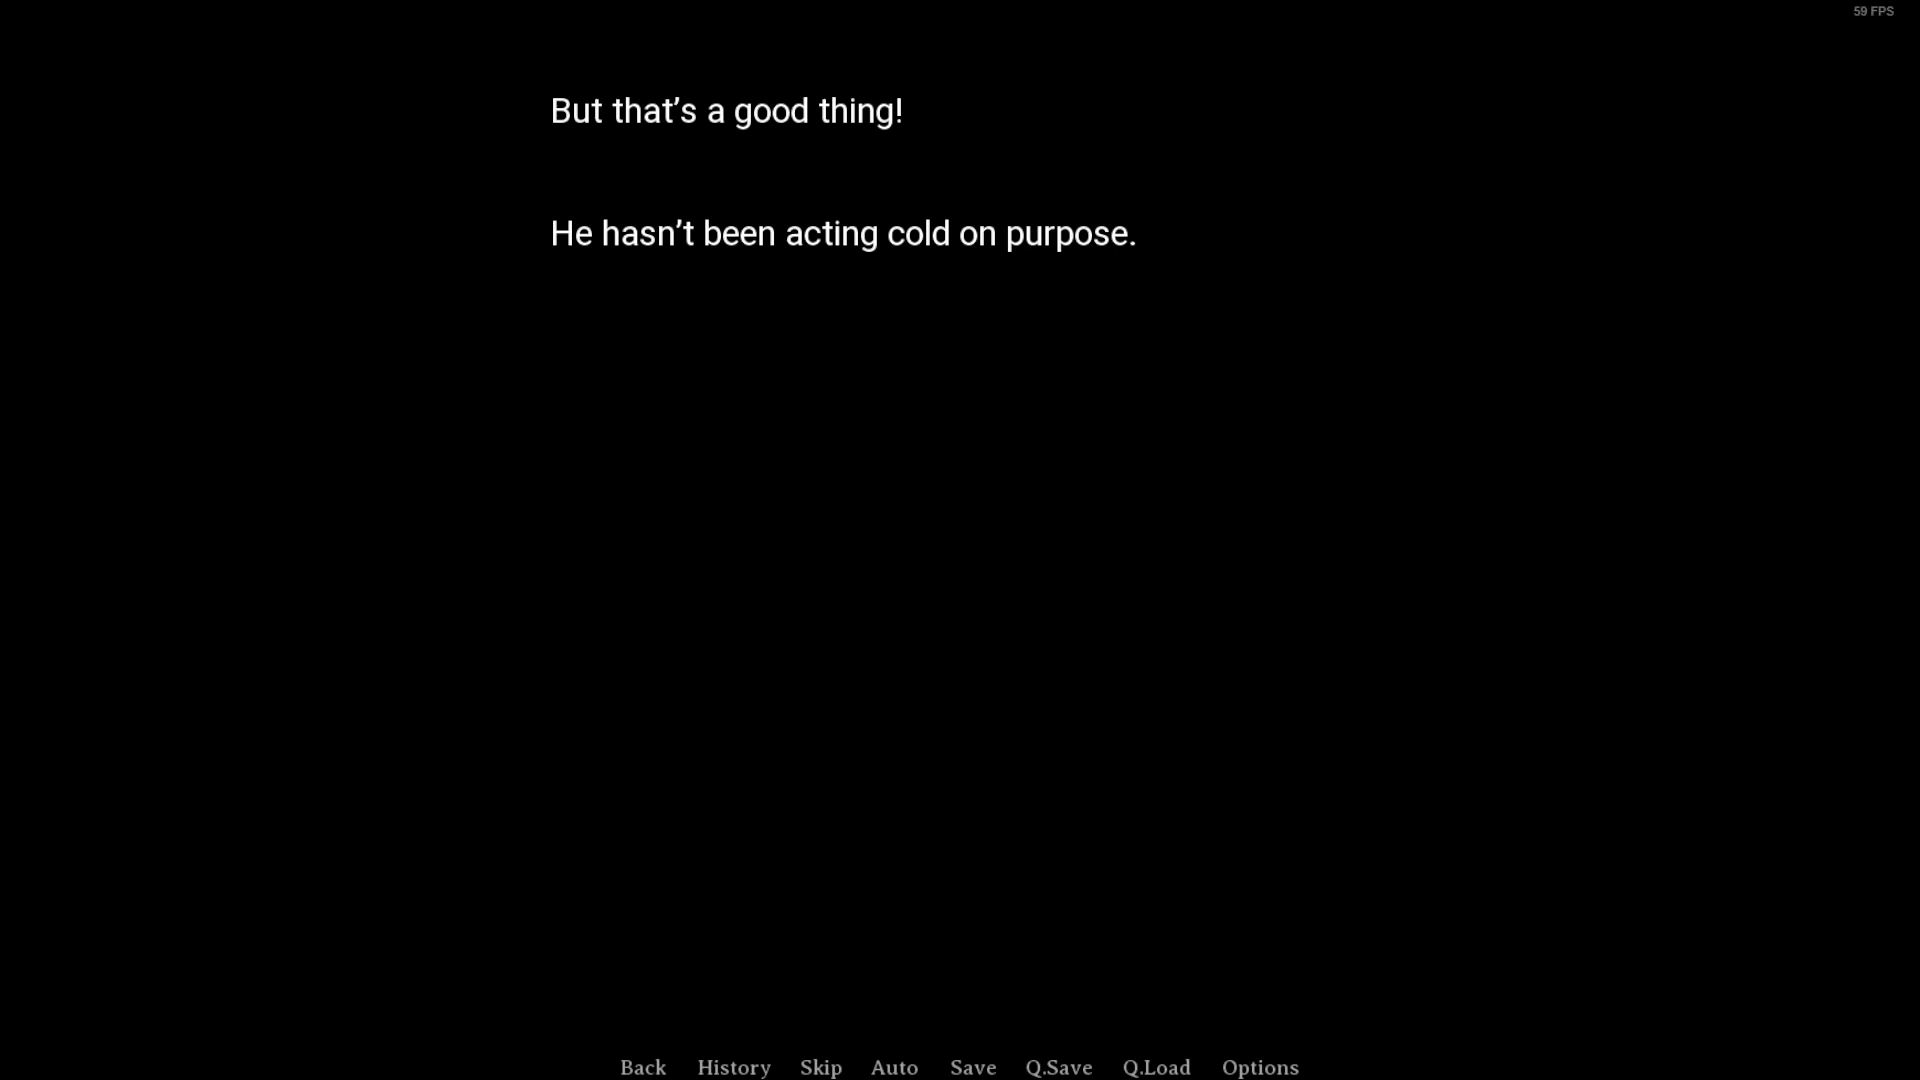 59 FPS
But that’s a good thing!
He hasn’t been acting cold on purpose.
Back History Skip Auto Save Q.Save Q.Load Options